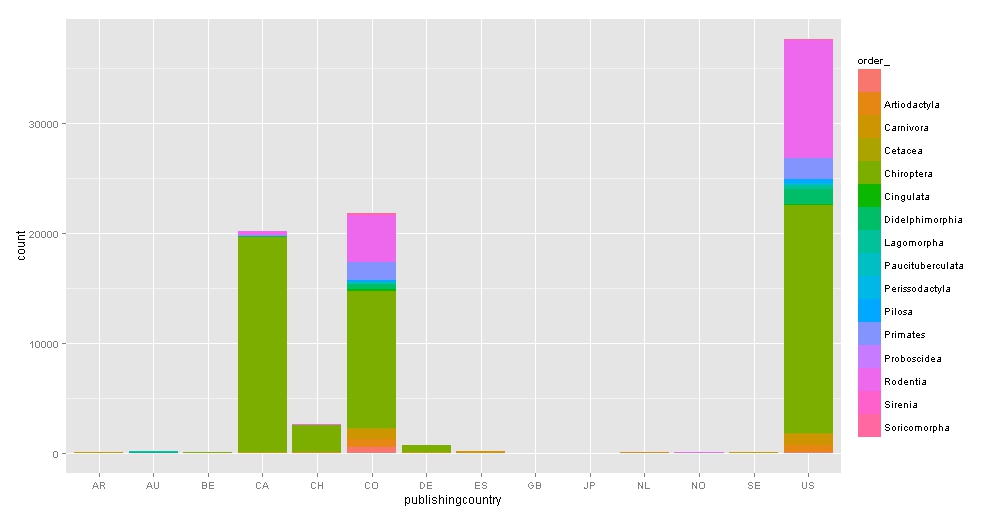 order_
Artiodactyla
Carnivora
Cetacea
Chiroptera
Cingulata
Didelphimorphia
Lagomorpha
Paucituberculata
Perissodactyla
Pilosa
Primates
Proboscidea
Rodentia
Sirenia
Soricomorpha
count
30000
20000
10000
0
AR AU BE CA CH CO DE ES GB JP NL NO SE US
publishingcountry